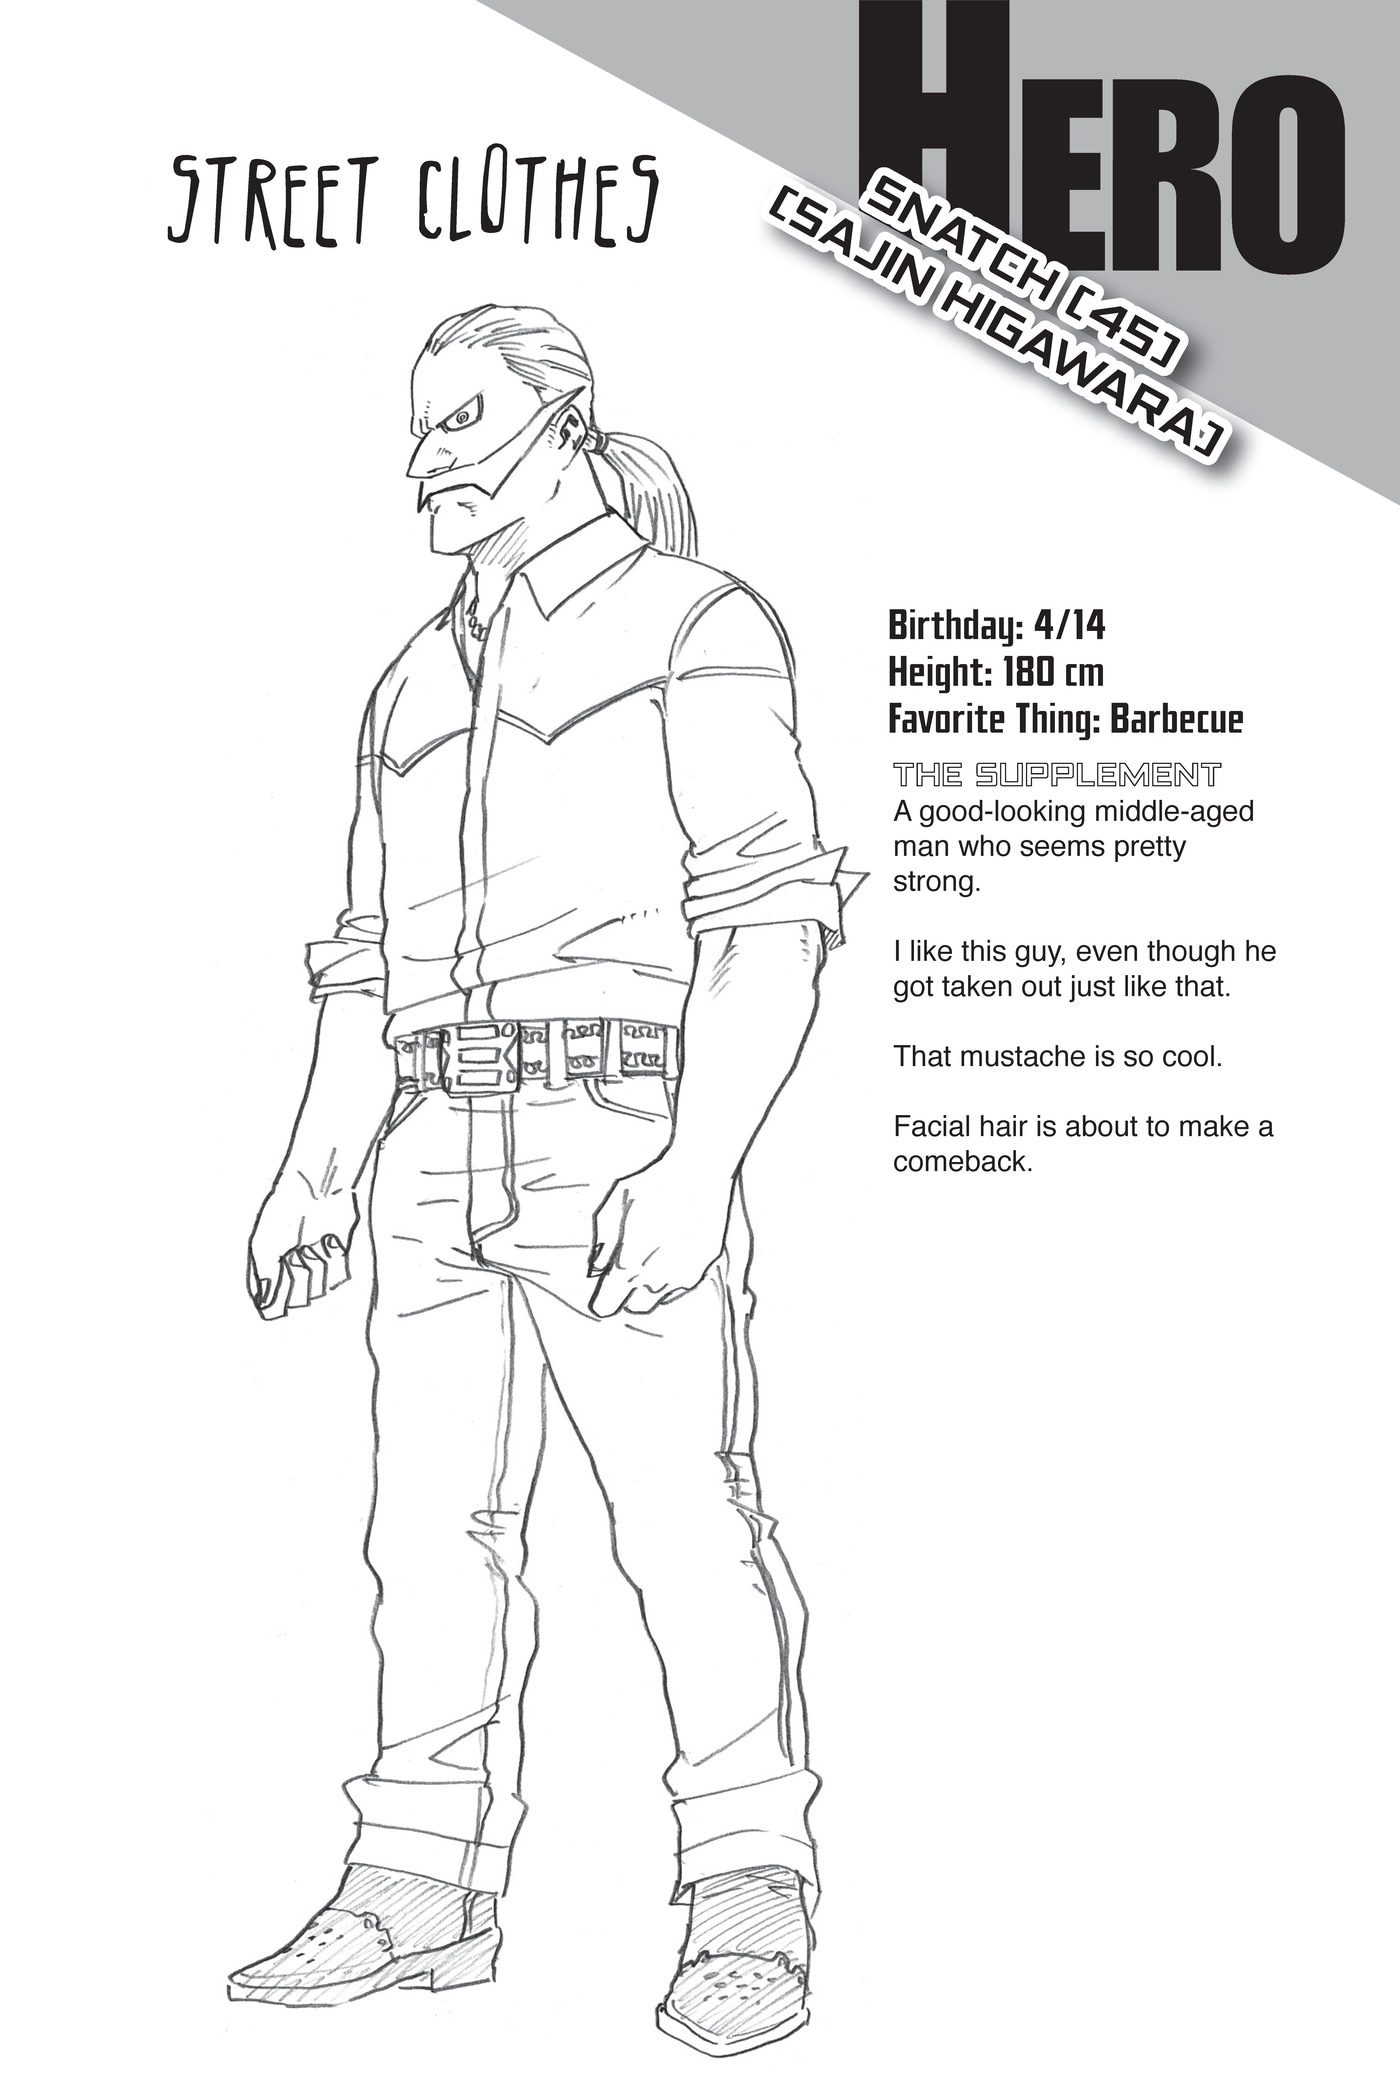 STREET CLOTHES
HERO
SNATCH (45)
(SAJIN HIGAWARA)
Birthday: 4/14
Height: 180 cm
Favorite Thing: Barbecue
THE SUPPLEMENT
A good-looking middle-aged
man who seems pretty
strong.
I like this guy, even though he
got taken out just like that.
That mustache is so cool.
Facial hair is about to make a
comeback.